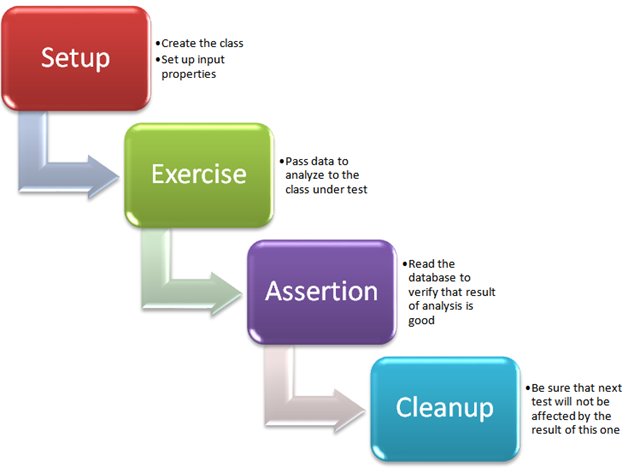 Setup
•Create the class
•Set up input
properties
Exercise
•Pass data to
analyze to the
class under test
Assertion
•Read the
database to
verify that result
of analysis is
good
Cleanup
•Be sure that next
test will not be
affected by the
result of this one